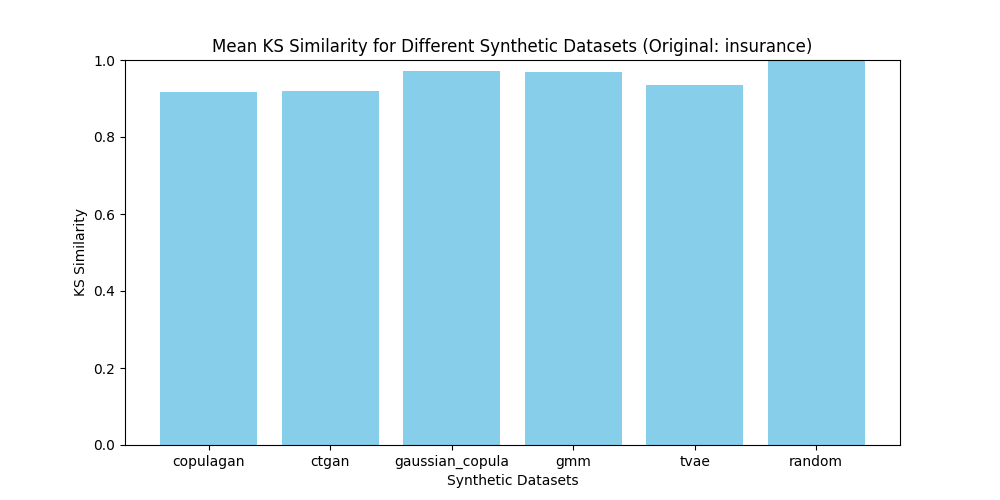 Mean KS Similarity for Different Synthetic Datasets (Original: insurance)
1.0
0.8
0.6
0.4
0.2
0.0
KS Similarity
copulagan ctgan gaussian_copula gmm tvae random
Synthetic Datasets